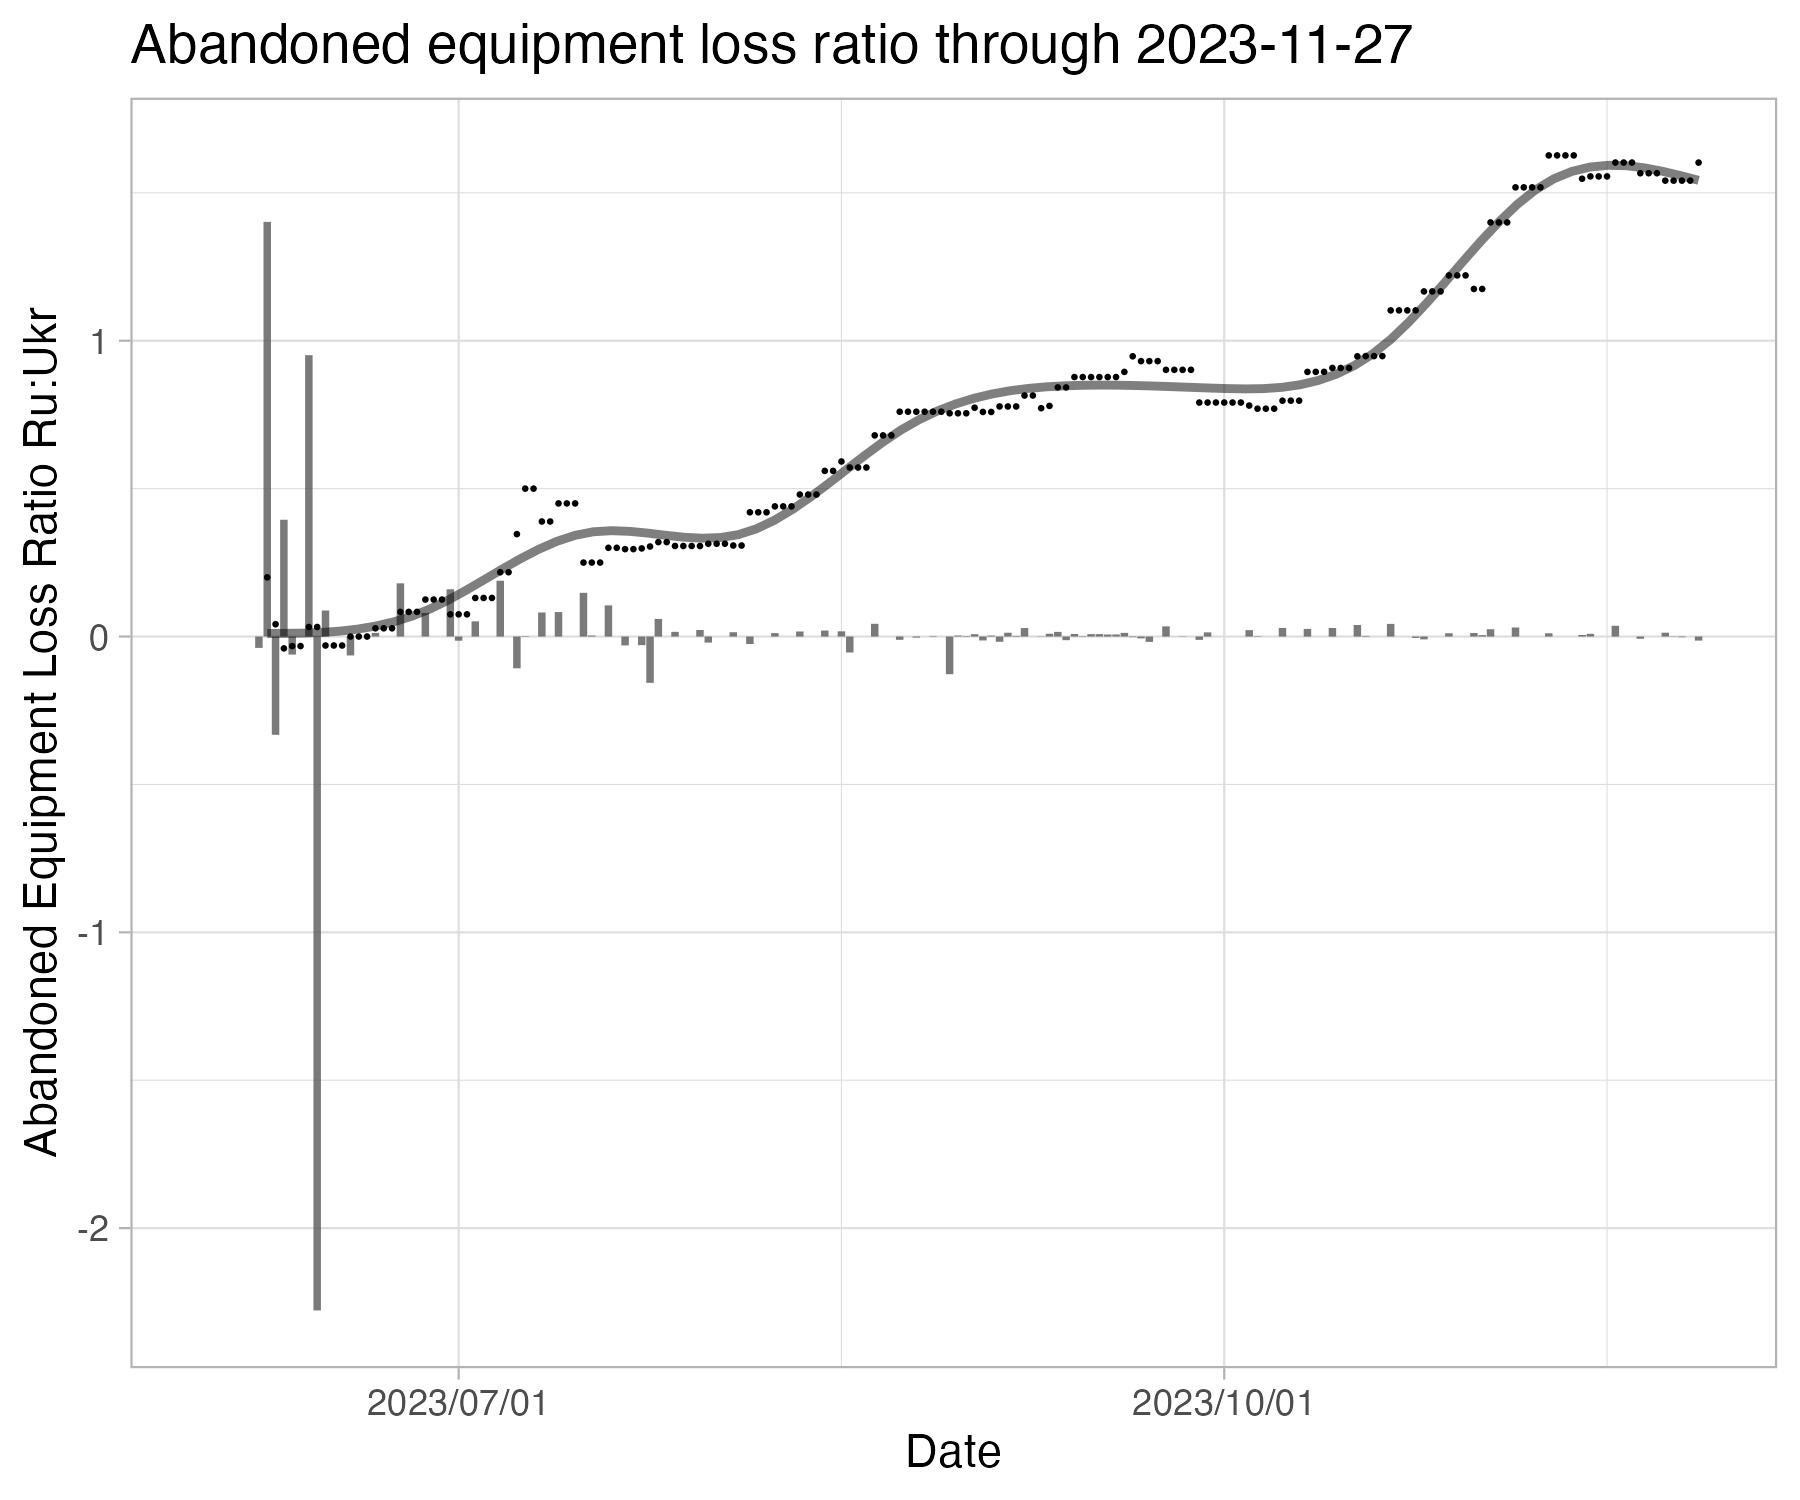 Abandoned equipment loss ratio through 2023-11-27
Abandoned Equipment Loss Ratio Ru:Ukr
1
0
-1
-2
2023/07/01
2023/10/01
Date